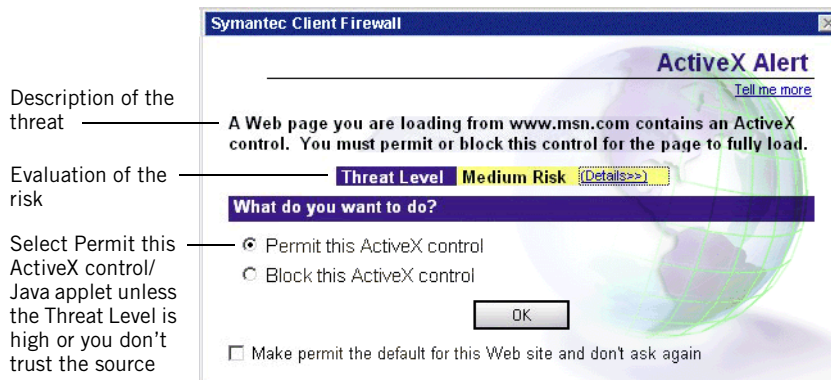 Symantec Client Firewall
ActiveX Alert
Tell me more
Description of the
threat
A Web page you are loading from www.msn.com contains an ActiveX
control. You must permit or block this control for the page to fully load.
Evaluation of the
risk
Threat Level Medium Risk (Details>>)
What do you want to do?
Select Permit this
ActiveX control/
Java applet unless
the Threat Level is
high or you don't
trust the source
Permit this ActiveX control
Block this ActiveX control
OK
Make permit the default for this Web site and don't ask again